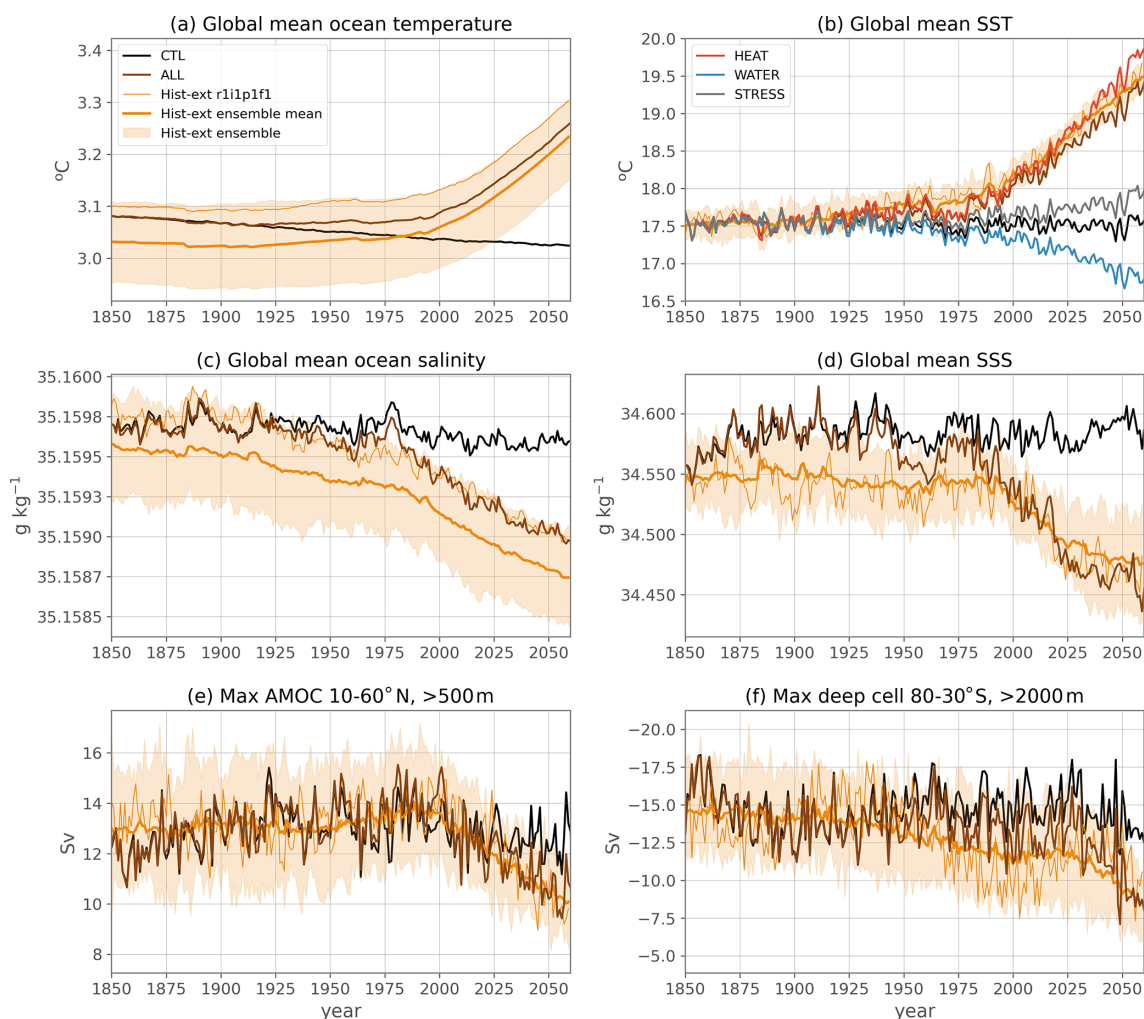 (a) Global mean ocean temperature
3.4
3.3
3.2
3.1
3.0
°C
CTL
ALL
Hist-ext r1i1p1f1
Hist-ext ensemble mean
Hist-ext ensemble
1850 1900 1925 1950 1975 2000 2025 2050
(b) Global mean SST
20.0
19.5
19.0
18.5
18.0
17.5
17.0
16.5
°C
HEAT
WATER
STRESS
1850 1875 1900 1925 1950 1975 2000 2025 2050
(c) Global mean ocean salinity
35.1600
35.1598
35.1595
35.1593
35.1590
35.1587
35.1585
g kg⁻¹
1850 1875 1900 1925 1950 1975 2000 2025 2050
(d) Global mean SSS
34.600
34.550
34.500
34.450
g kg⁻¹
1850 1875 1900 1925 1950 1975 2000 2025 2050
(e) Max AMOC 10-60°N, >500m
16
14
12
10
8
Sv
1850 1875 1900 1925 1950 1975 2000 2025 2050
year
(f) Max deep cell 80-30°S, >2000m
−20.0
−17.5
−15.0
−12.5
−10.0
−7.5
−5.0
Sv
1850 1875 1900 1925 1950 1975 2000 2025 2050
year